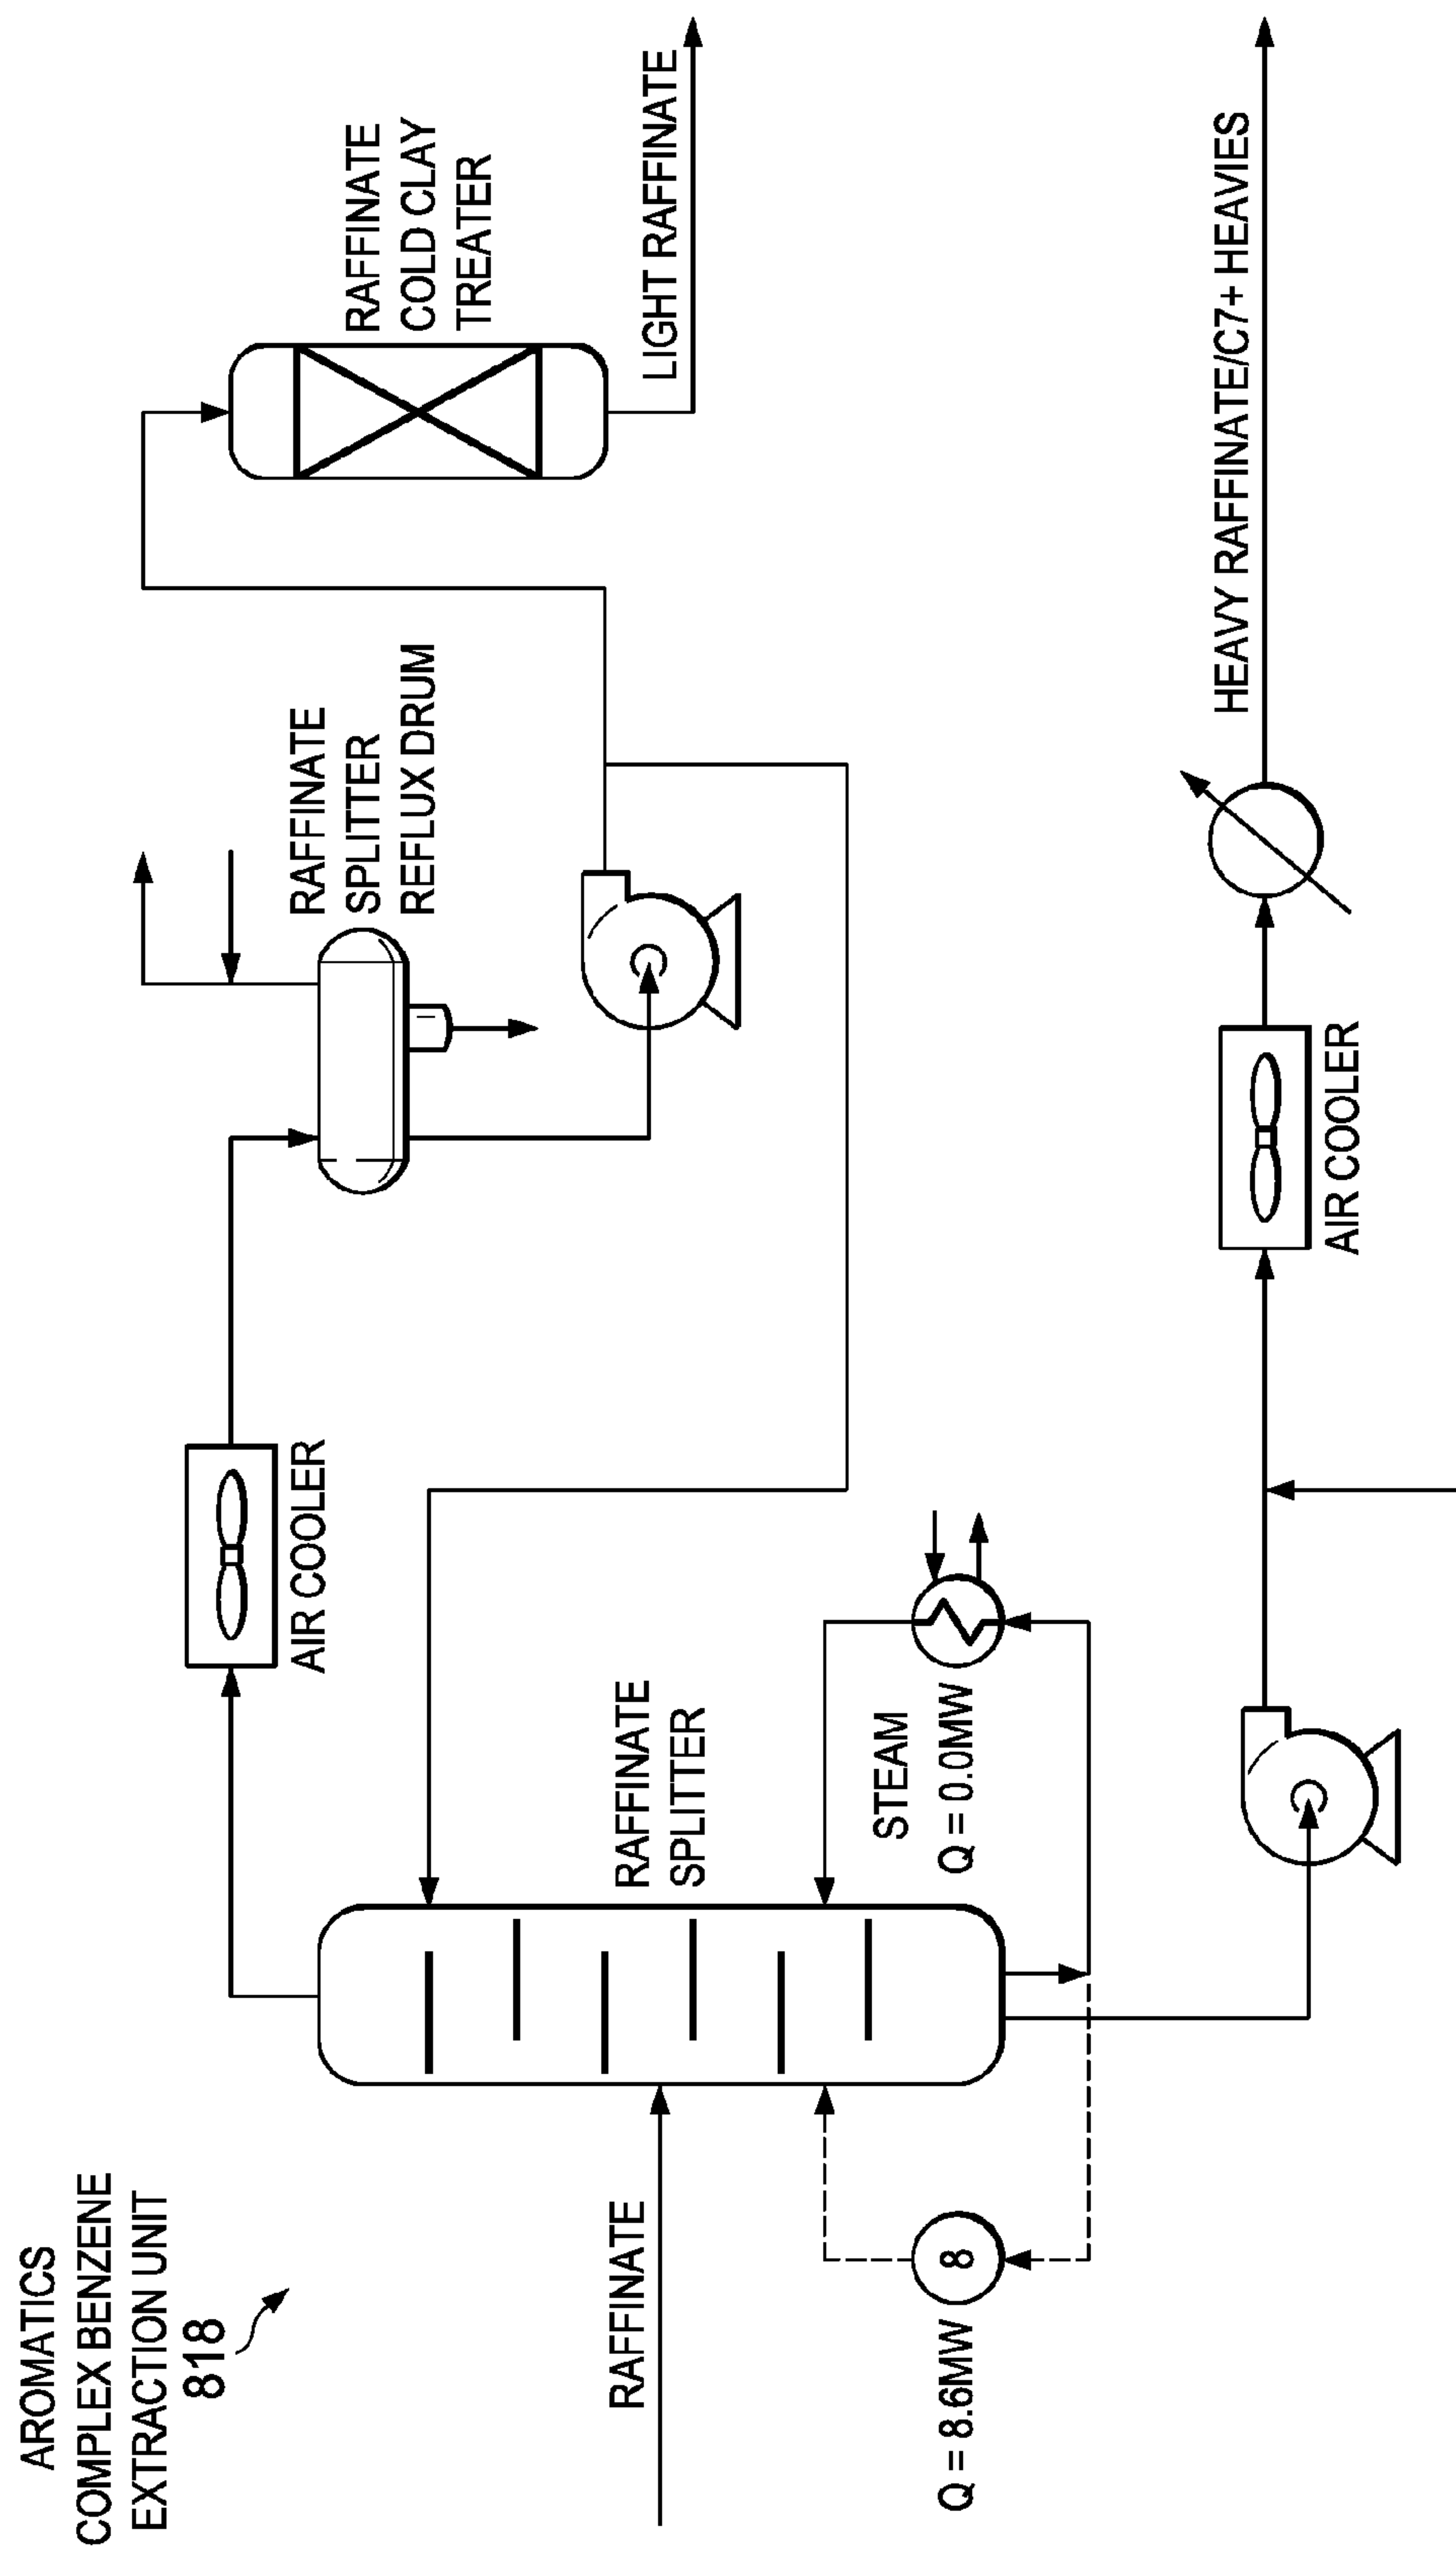 AROMATICS
COMPLEX BENZENE
EXTRACTION UNIT
818
AIR COOLER
RAFFINATE
SPLITTER
REFLUX DRUM
RAFFINATE
COLD CLAY
TREATER
RAFFINATE
RAFFINATE
SPLITTER
LIGHT RAFFINATE
STEAM
Q = 0.0MW
8
Q = 8.6MW
AIR COOLER
HEAVY RAFFINATE/C7+ HEAVIES